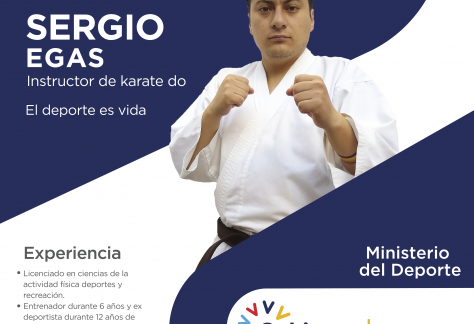 SERGIO
EGAS
Instructor de karate do
El deporte es vida
Experiencia
• Licenciado en ciencias de la
actividad física deportes y
recreación.
• Entrenador durante 6 años y ex
deportista durante 12 años de
Ministerio
del Deporte